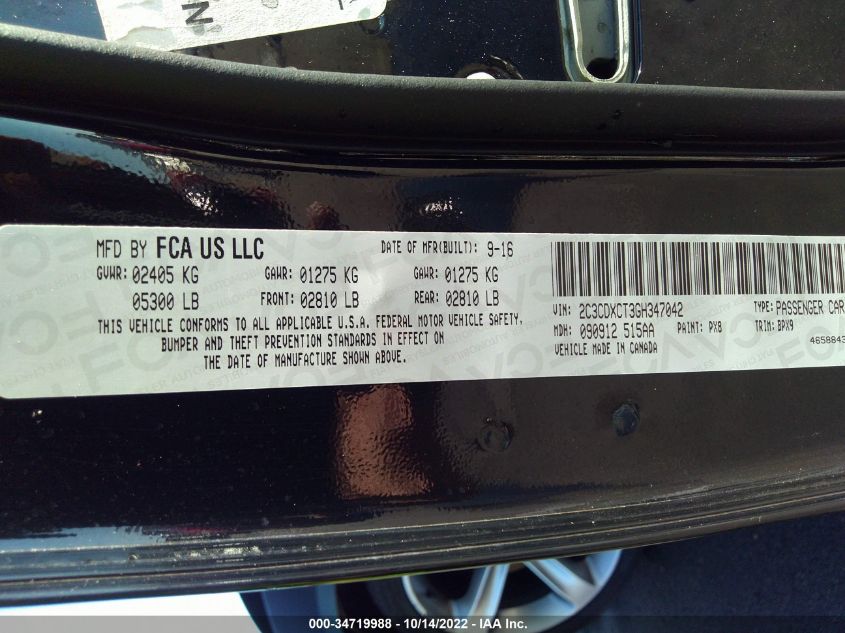 N
MFD BY FCA US LLC DATE OF MFR(BUILT): 9-16
GVWR: 02405 KG GAWR: 01275 KG GAWR: 01275 KG
05300 LB FRONT: 02810 LB REAR: 02810 LB
THIS VEHICLE CONFORMS TO ALL APPLICABLE U.S.A. FEDERAL MOTOR VEHICLE SAFETY,
BUMPER AND THEFT PREVENTION STANDARDS IN EFFECT ON
THE DATE OF MANUFACTURE SHOWN ABOVE.
VIN: 2C3CDXCT3GH347042 TYPE: PASSENGER CAR
MDH: 090912 515AA PAINT: PX8 TRIM: BPX9
VEHICLE MADE IN CANADA 4658843
000-34719988 - 10/14/2022 - IAA Inc.